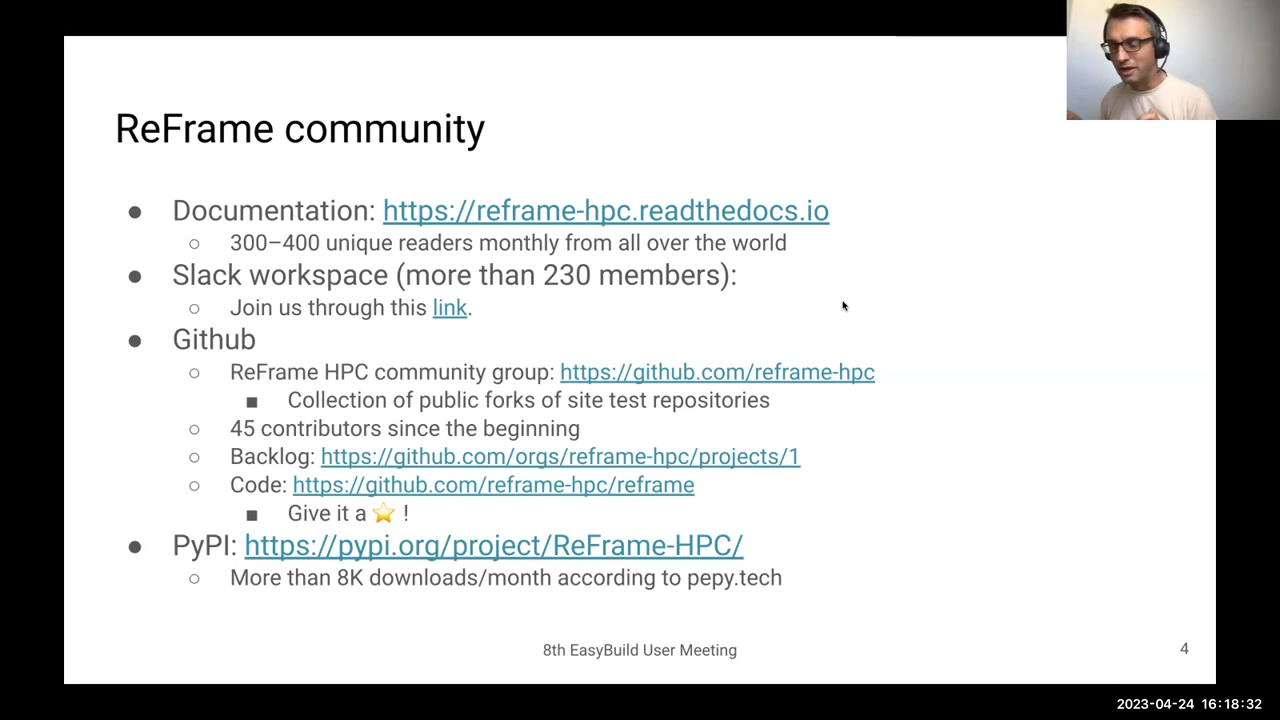 ReFrame community
● Documentation: https://reframe-hpc.readthedocs.io
○ 300–400 unique readers monthly from all over the world
● Slack workspace (more than 230 members):
○ Join us through this link.
● Github
○ ReFrame HPC community group: https://github.com/reframe-hpc
■ Collection of public forks of site test repositories
○ 45 contributors since the beginning
○ Backlog: https://github.com/orgs/reframe-hpc/projects/1
○ Code: https://github.com/reframe-hpc/reframe
■ Give it a ⭐ !
● PyPI: https://pypi.org/project/ReFrame-HPC/
○ More than 8K downloads/month according to pepy.tech
8th EasyBuild User Meeting
4
2023-04-24 16:18:32